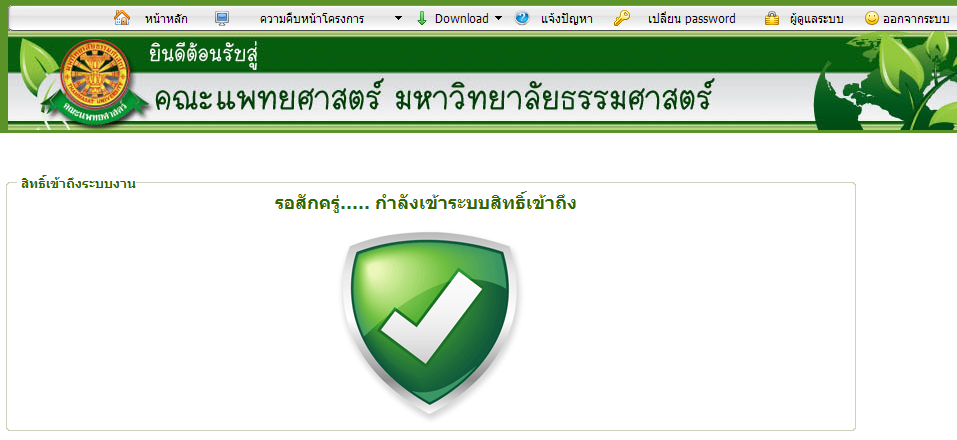 หน้าหลัก ความคืบหน้าโครงการ Download แจ้งปัญหา เปลี่ยน password ผู้ดูแลระบบ ออกจากระบบ
ยินดีต้อนรับสู่
คณะแพทยศาสตร์ มหาวิทยาลัยธรรมศาสตร์
คณะแพทยศาสตร์
สิทธิ์เข้าถึงระบบงาน
รอสักครู่..... กำลังเข้าระบบสิทธิ์เข้าถึง